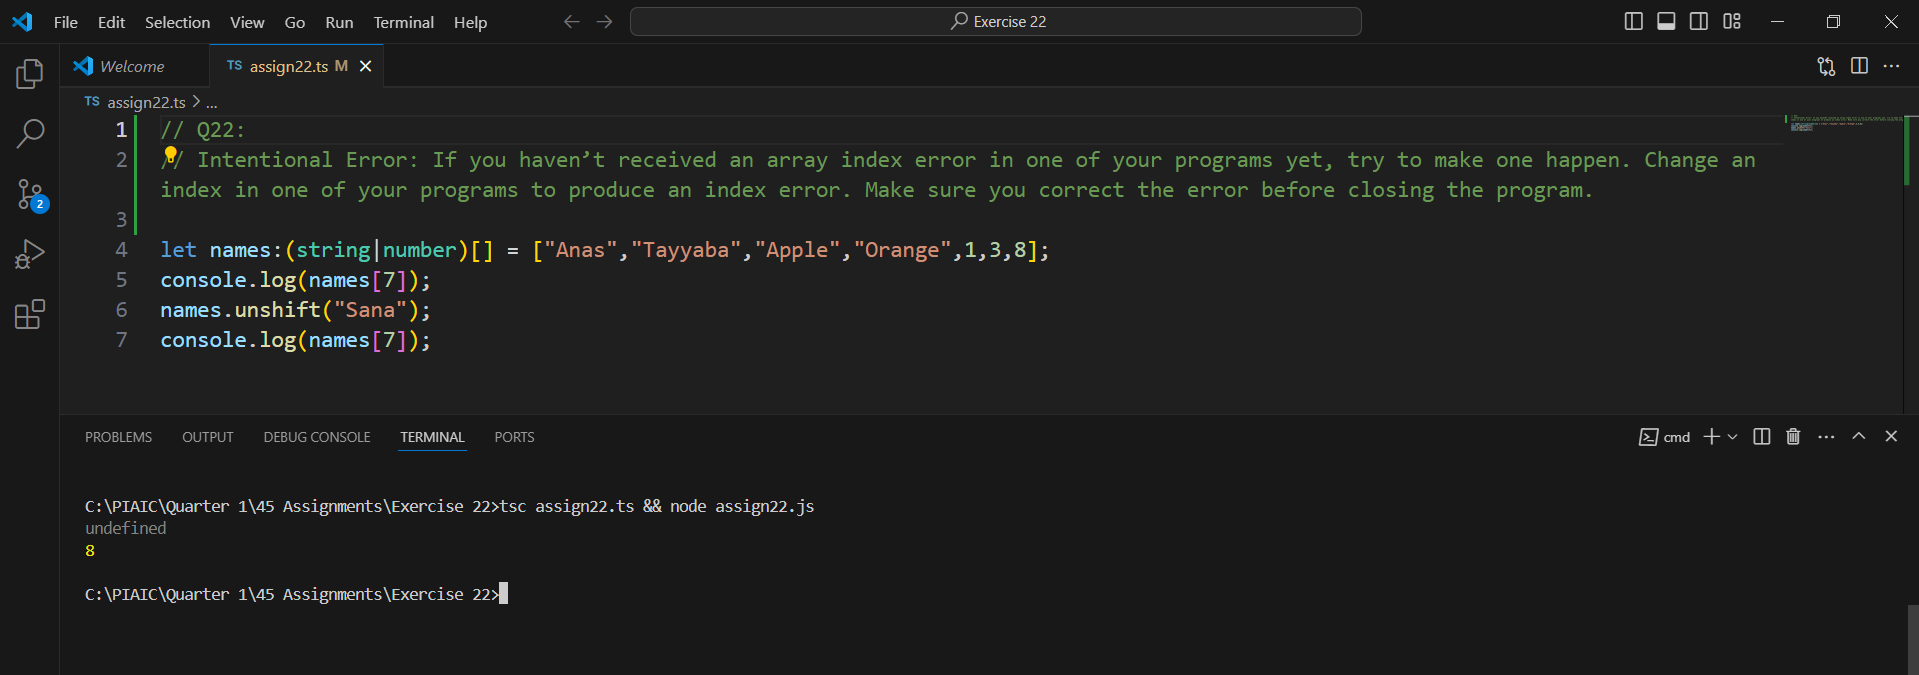 File Edit Selection View Go Run Terminal Help
Exercise 22
Welcome
TS assign22.ts M
TS assign22.ts > ...
1 // Q22:
2 // Intentional Error: If you haven’t received an array index error in one of your programs yet, try to make one happen. Change an
index in one of your programs to produce an index error. Make sure you correct the error before closing the program.
3
4 let names:(string|number)[] = ["Anas","Tayyaba","Apple","Orange",1,3,8];
5 console.log(names[7]);
6 names.unshift("Sana");
7 console.log(names[7]);
2
PROBLEMS OUTPUT DEBUG CONSOLE TERMINAL PORTS
cmd
C:\PIAIC\Quarter 1\45 Assignments\Exercise 22>tsc assign22.ts && node assign22.js
undefined
8
C:\PIAIC\Quarter 1\45 Assignments\Exercise 22>